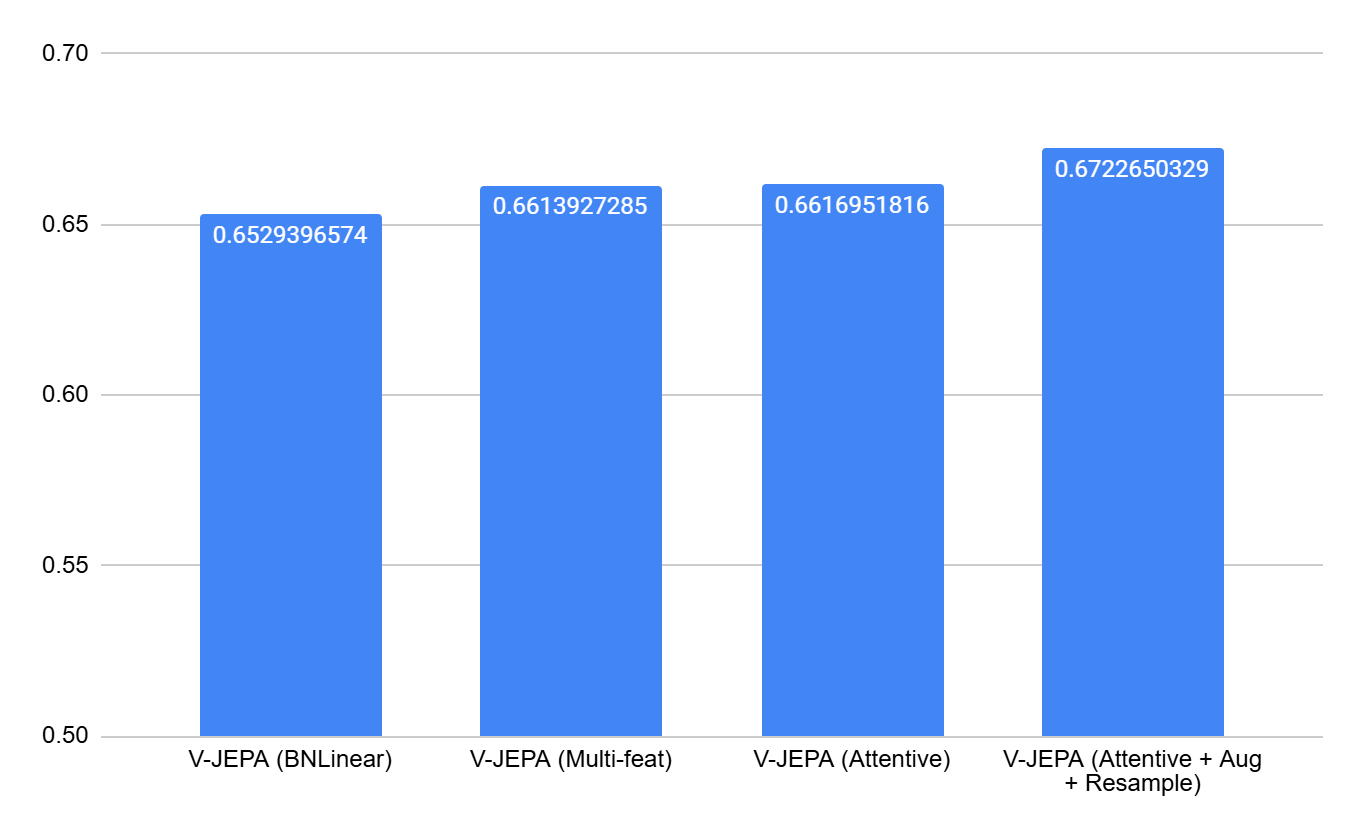 0.70
0.6722650329
0.6613927285
0.6616951816
0.65
0.6529396574
0.60
0.55
0.50
V-JEPA (BNLinear)
V-JEPA (Multi-feat)
V-JEPA (Attentive)
V-JEPA (Attentive + Aug
+ Resample)